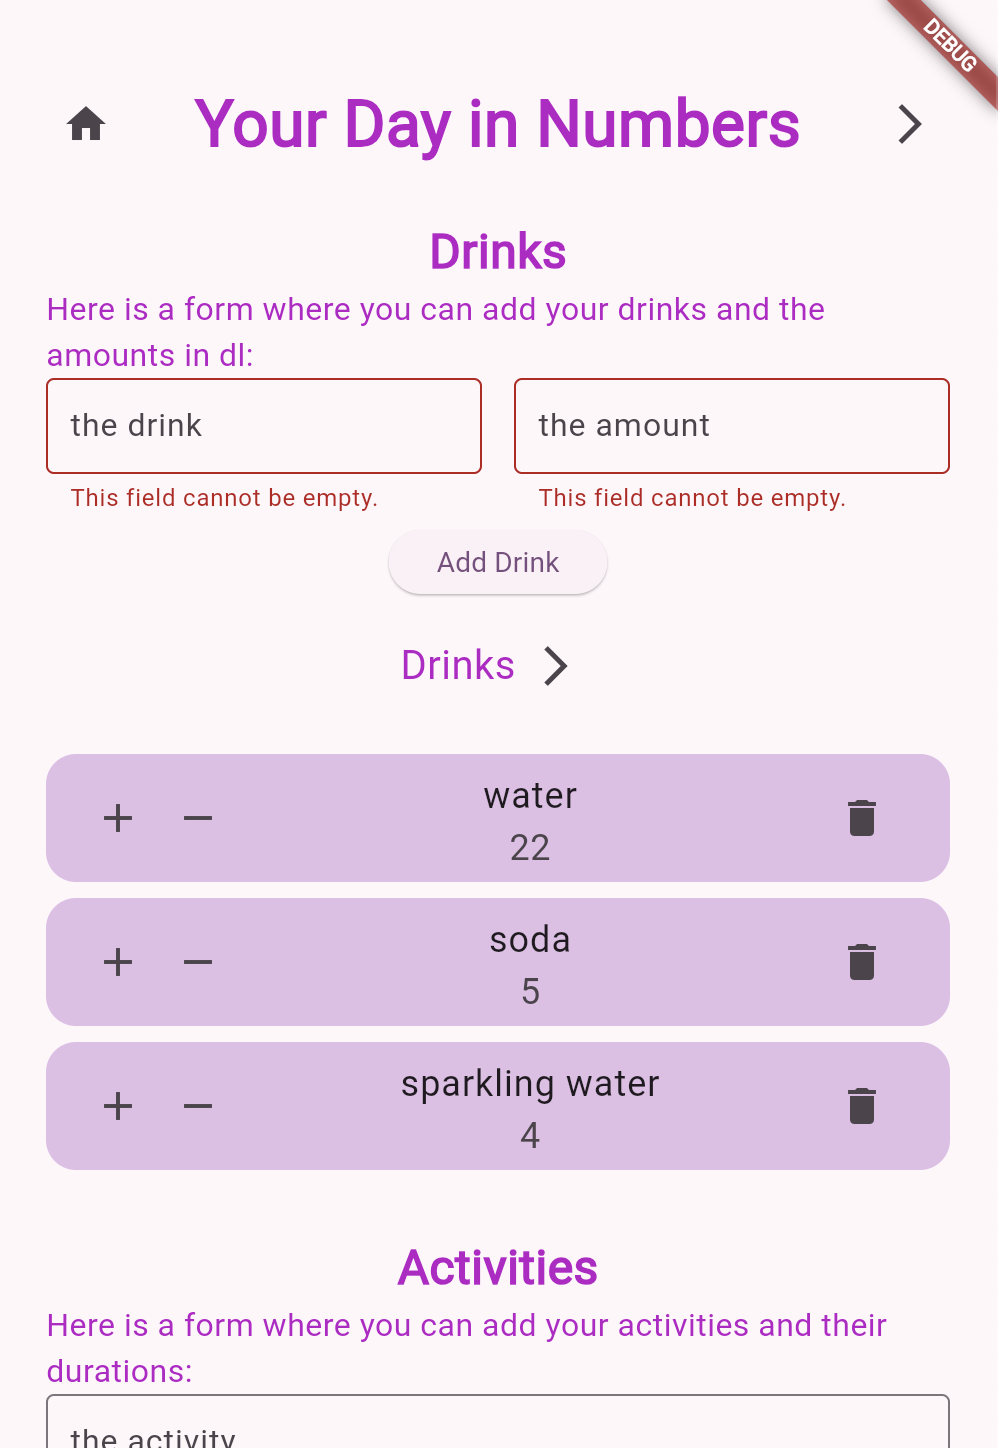 DEBUG
Your Day in Numbers
Drinks
Here is a form where you can add your drinks and the
amounts in dl:
the drink
the amount
This field cannot be empty.
This field cannot be empty.
Add Drink
Drinks
water
22
soda
5
sparkling water
4
Activities
Here is a form where you can add your activities and their
durations:
the activity